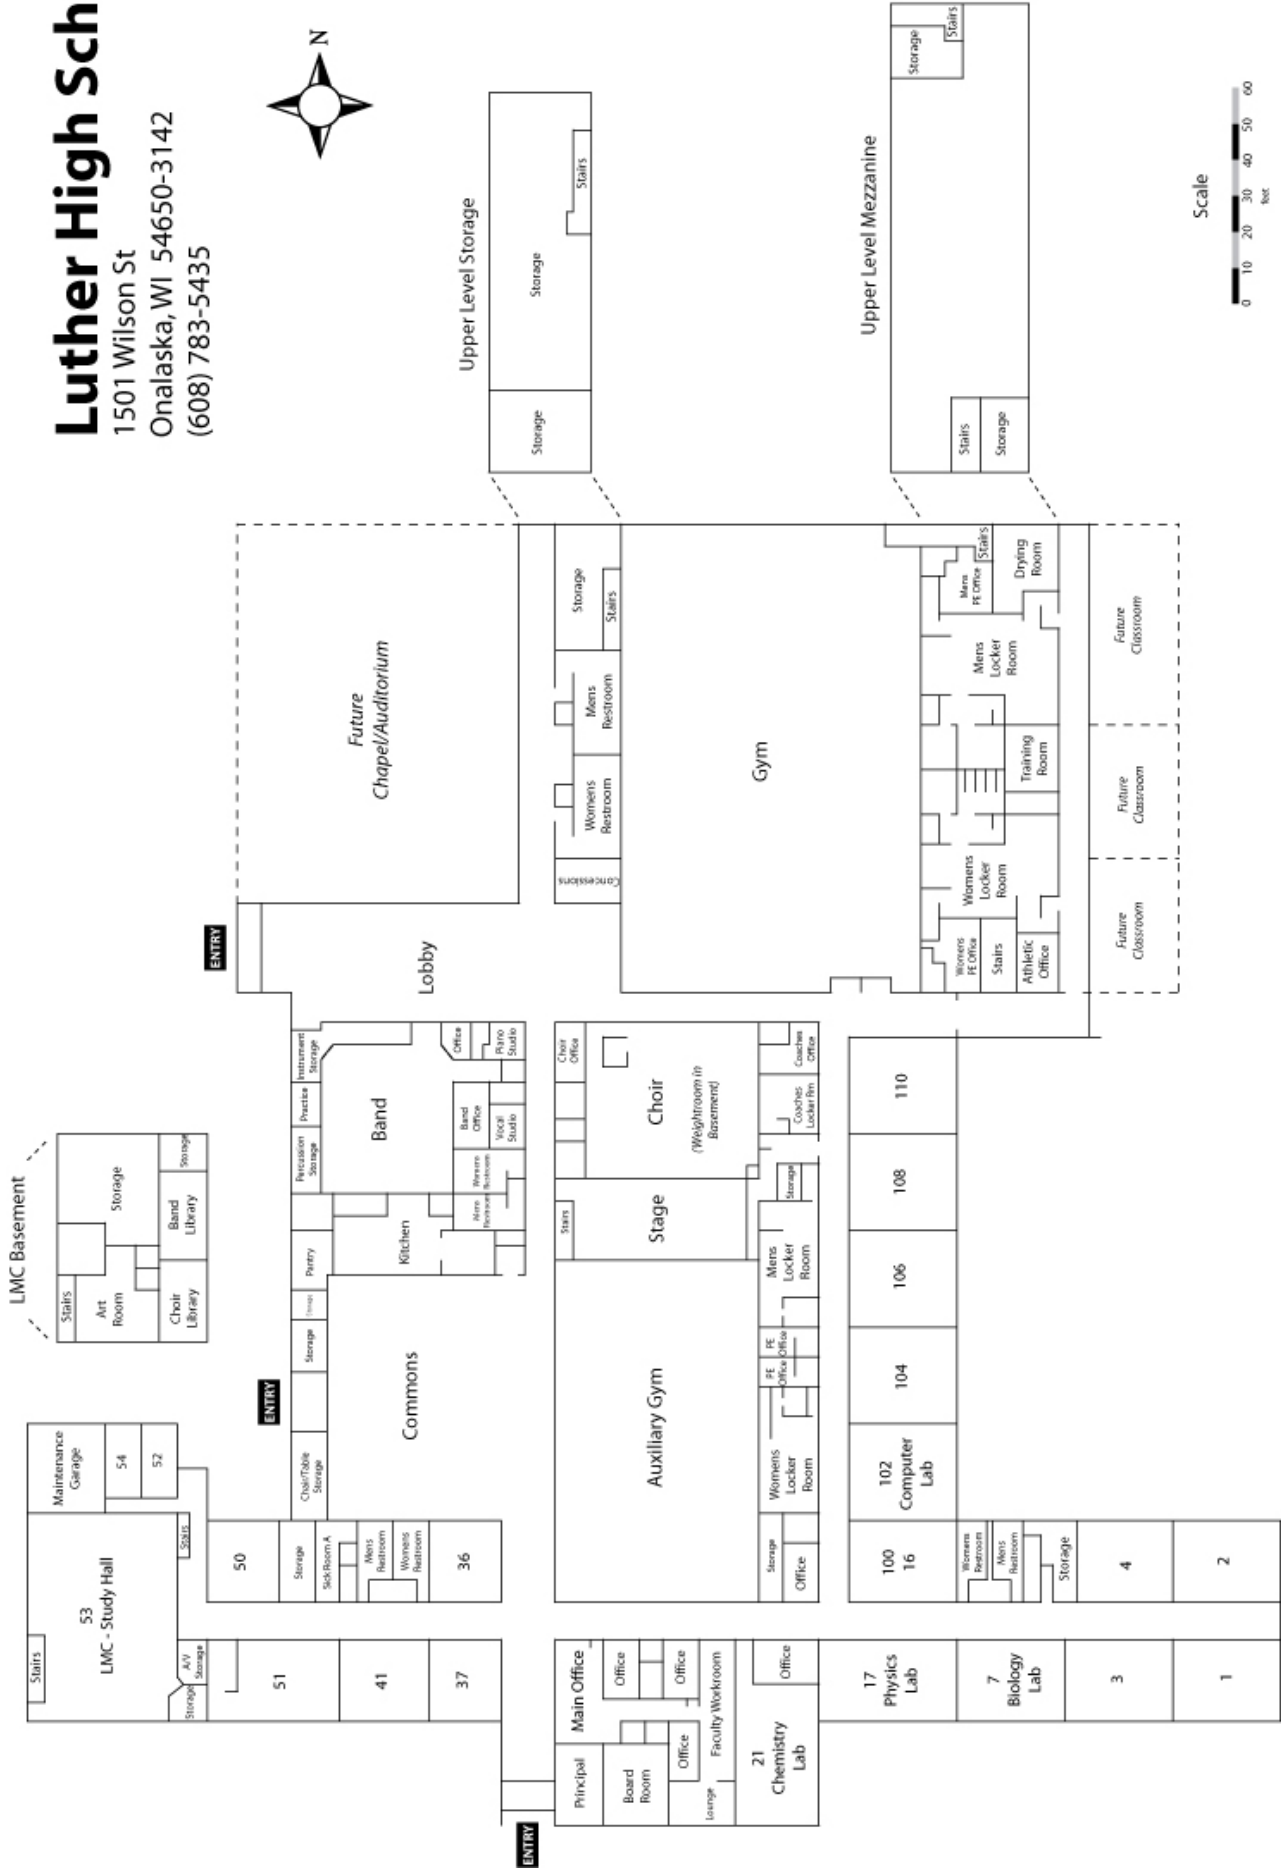 Luther High Sch
1501 Wilson St
Onalaska, WI 54650-3142
(608) 783-5435
N
LMC Basement
Stairs
Art
Room
Storage
Choir
Library
Band
Library
Storage
Upper Level Storage
Storage
Storage
Stairs
Upper Level Mezzanine
Stairs
Storage
Storage
Stairs
Scale
0
10
20
30
40
50
60
feet
Stairs
53
LMC - Study Hall
Maintenance
Garage
54
52
Stairs
A/V
Storage
Storage
50
51
Storage
Sick Room A
41
Mens
Restroom
Womens
Restroom
37
36
ENTRY
Chair/Table
Storage
Storage
Storage
Pantry
Commons
Kitchen
Percussion
Storage
Practice
Instrument
Storage
Band
Office
Piano
Studio
Band
Office
Vocal
Studio
Womens
Restroom
Mens
Restroom
ENTRY
Lobby
Future
Chapel/Auditorium
Concessions
Womens
Restroom
Mens
Restroom
Storage
Stairs
Gym
ENTRY
Principal
Main Office
Office
Office
Board
Room
Office
Lounge
Faculty Workroom
21
Chemistry
Lab
Office
Auxiliary Gym
Stairs
Stage
Choir
Office
Choir
(Weightroom in
Basement)
Storage
Office
Womens
Locker
Room
PE
Office
PE
Office
Mens
Locker
Room
Storage
Coaches
Locker Rm
Coaches
Office
Womens
PE Office
Stairs
Athletic
Office
Womens
Locker
Room
Training
Room
Mens
Locker
Room
Mens
PE Office
Stairs
Drying
Room
17
Physics
Lab
100
16
102
Computer
Lab
104
106
108
110
Future
Classroom
Future
Classroom
Future
Classroom
7
Biology
Lab
Womens
Restroom
Mens
Restroom
Storage
3
4
1
2